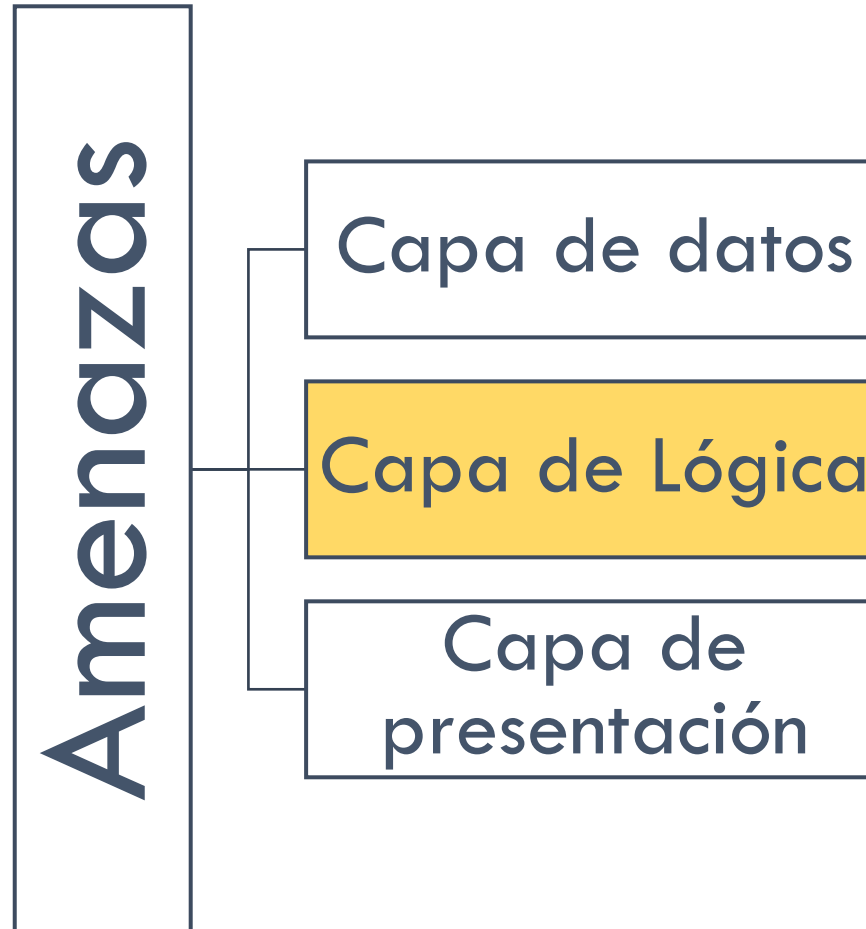 Amenazas
Capa de datos
Capa de Lógica
Capa de
presentación